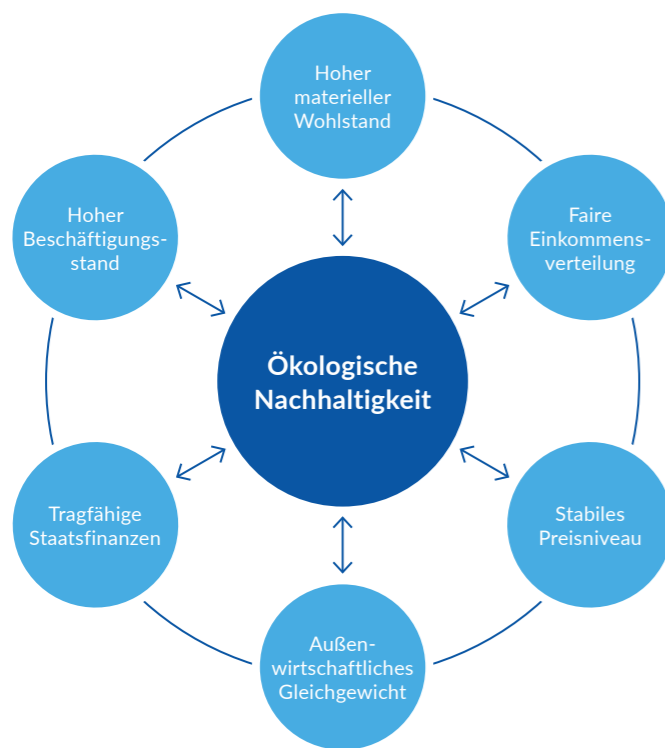 Hoher
materieller
Wohlstand
Hoher
Beschäftigungs-
stand
Faire
Einkommens-
verteilung
Ökologische
Nachhaltigkeit
Tragfähige
Staatsfinanzen
Stabiles
Preisniveau
Außen-
wirtschaftliches
Gleichgewicht